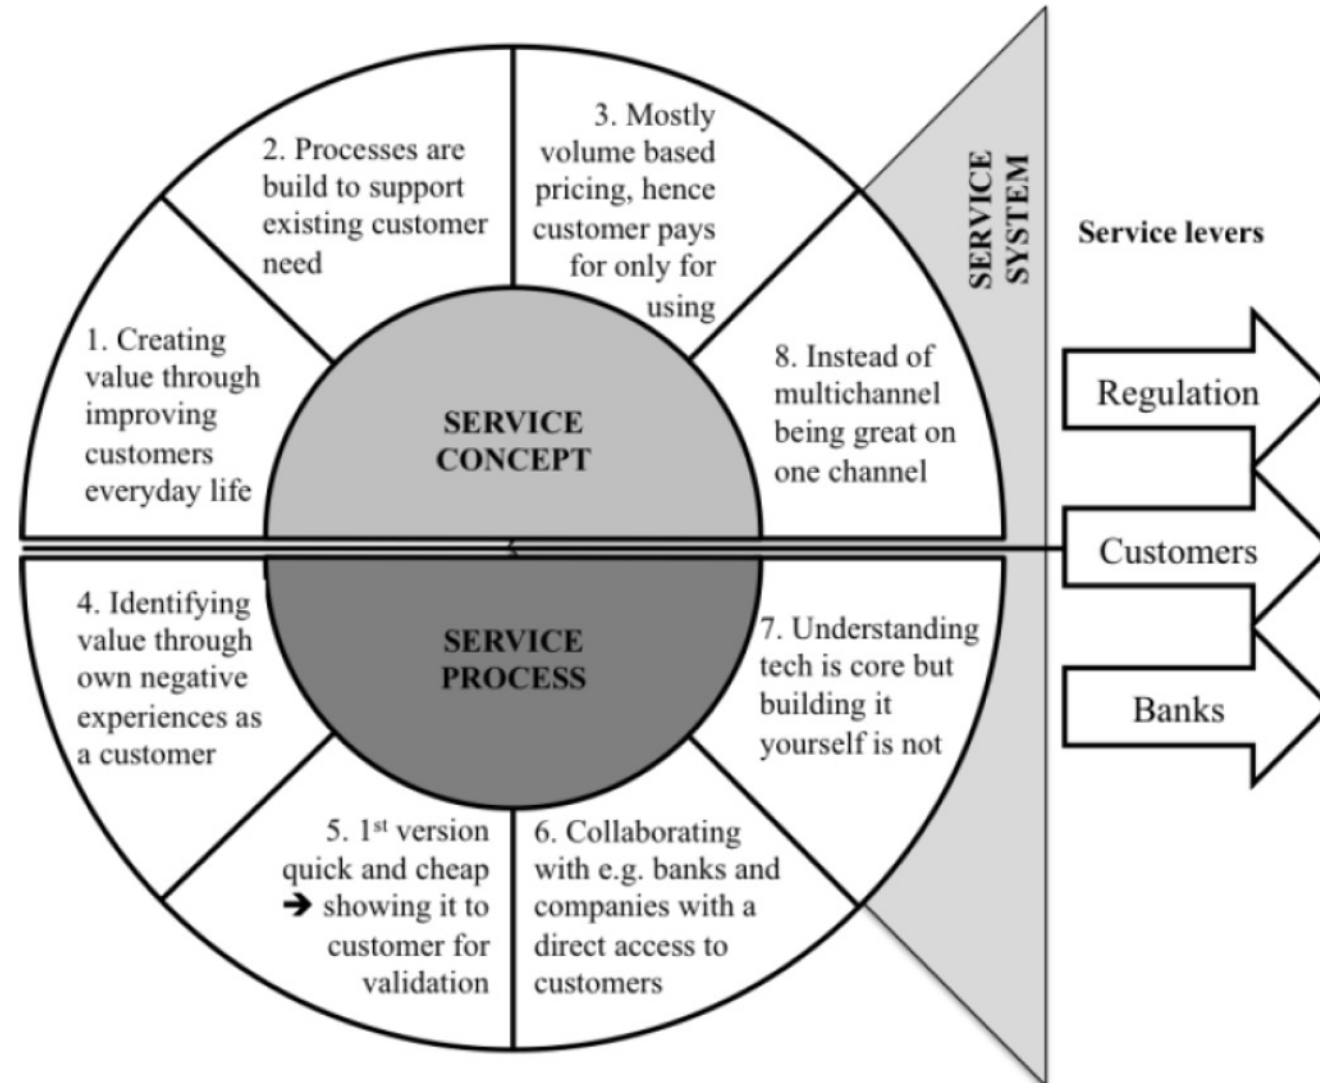 1. Creating
value through
improving
customers
everyday life
2. Processes are
build to support
existing customer
need
3. Mostly
volume based
pricing, hence
customer pays
for only for
using
8. Instead of
multichannel
being great on
one channel
SERVICE
CONCEPT
SERVICE
PROCESS
4. Identifying
value through
own negative
experiences as
a customer
5. 1st version
quick and cheap
➔ showing it to
customer for
validation
6. Collaborating
with e.g. banks and
companies with a
direct access to
customers
7. Understanding
tech is core but
building it
yourself is not
SERVICE
SYSTEM
Service levers
Regulation
Customers
Banks